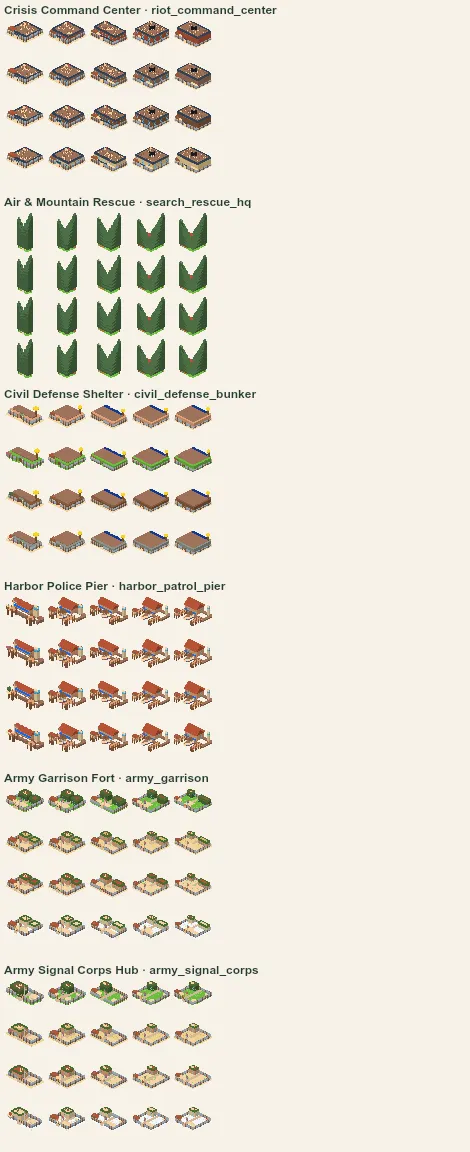 Crisis Command Center · riot_command_center
Air & Mountain Rescue · search_rescue_hq
Civil Defense Shelter · civil_defense_bunker
Harbor Police Pier · harbor_patrol_pier
Army Garrison Fort · army_garrison
Army Signal Corps Hub · army_signal_corps